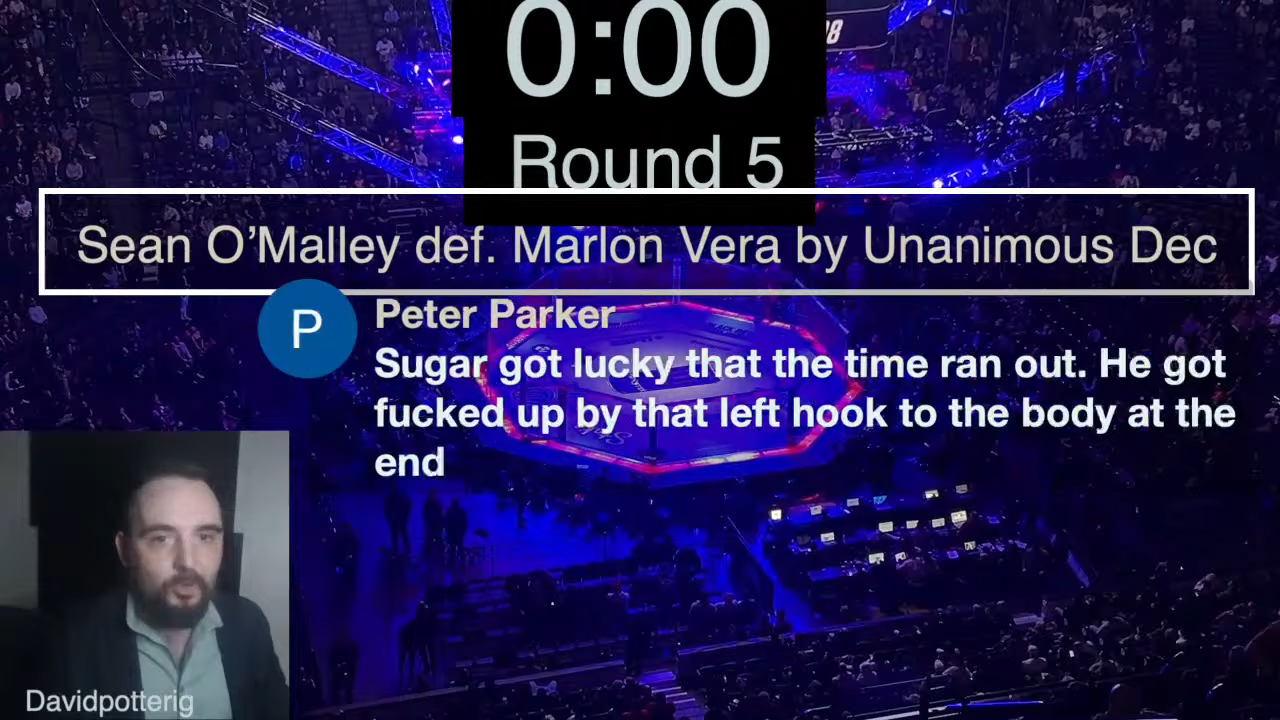 0:00
Round 5
Sean O’Malley def. Marlon Vera by Unanimous Dec
P
Peter Parker
Sugar got lucky that the time ran out. He got
fucked up by that left hook to the body at the
end
Davidpotterig